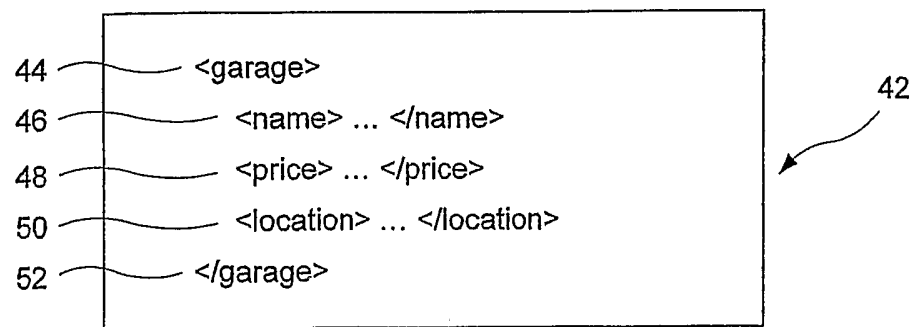 44 <garage>
42
46 <name> ... </name>
48 <price> ... </price>
50 <location> ... </location>
52 </garage>